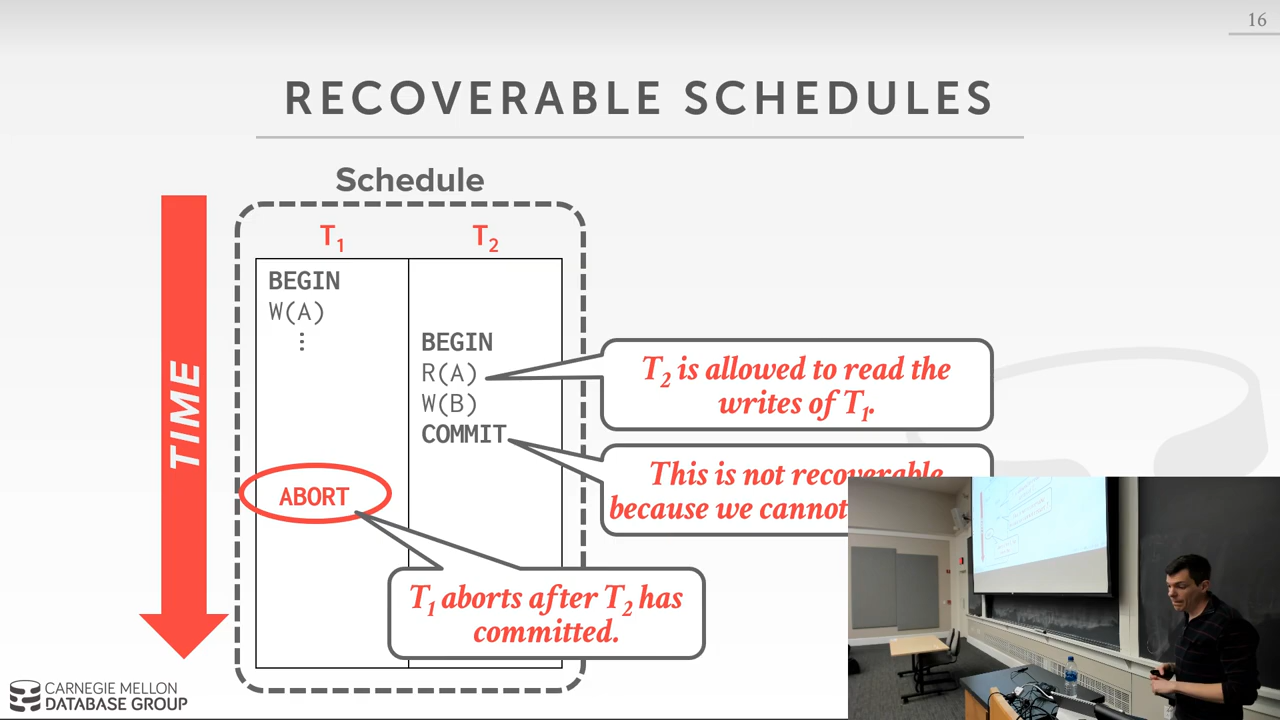 16
RECOVERABLE SCHEDULES
Schedule
T1 T2
BEGIN
W(A)
⋮
BEGIN
R(A)
W(B)
COMMIT
ABORT
TIME
T2 is allowed to read the
writes of T1.
This is not recoverable
because we cannot
T1 aborts after T2 has
committed.
CARNEGIE MELLON
DATABASE GROUP